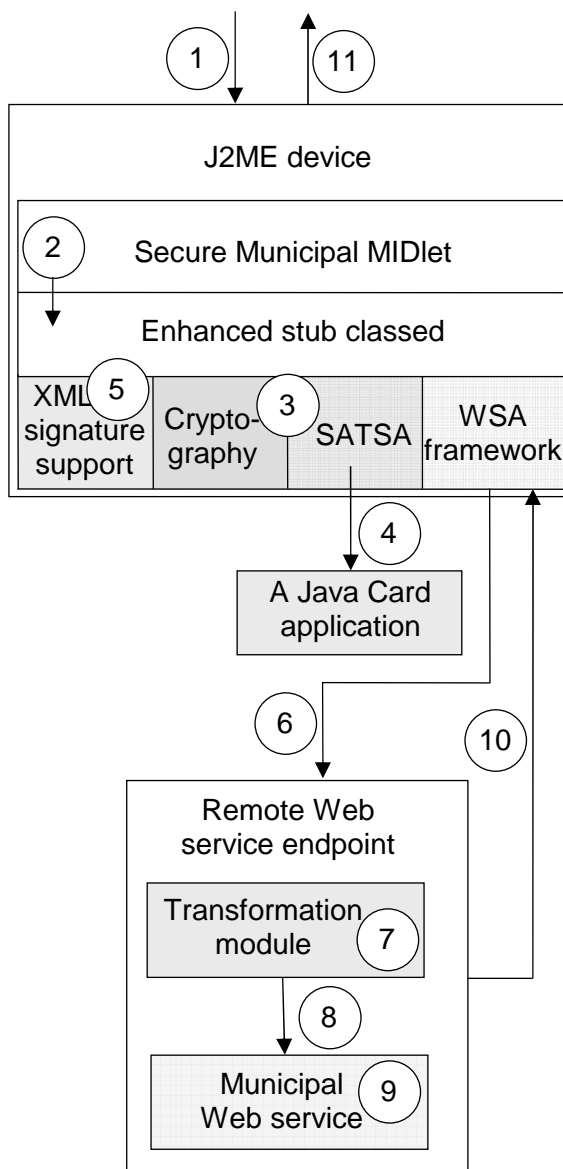 1
11
J2ME device
2
Secure Municipal MIDlet
Enhanced stub classed
XML
signature
support
5
Crypto-
graphy
3
SATSA
WSA
framework
4
A Java Card
application
6
10
Remote Web
service endpoint
Transformation
module
7
8
Municipal
Web service
9